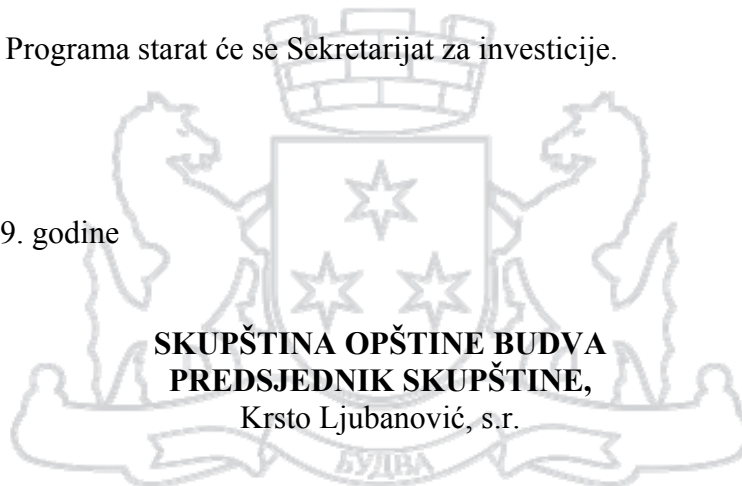 Programa starat će se Sekretarijat za investicije.
9. godine
SKUPŠTINA OPŠTINE BUDVA
PREDSJEDNIK SKUPŠTINE,
Krsto Ljubanović, s.r.
БУДВА